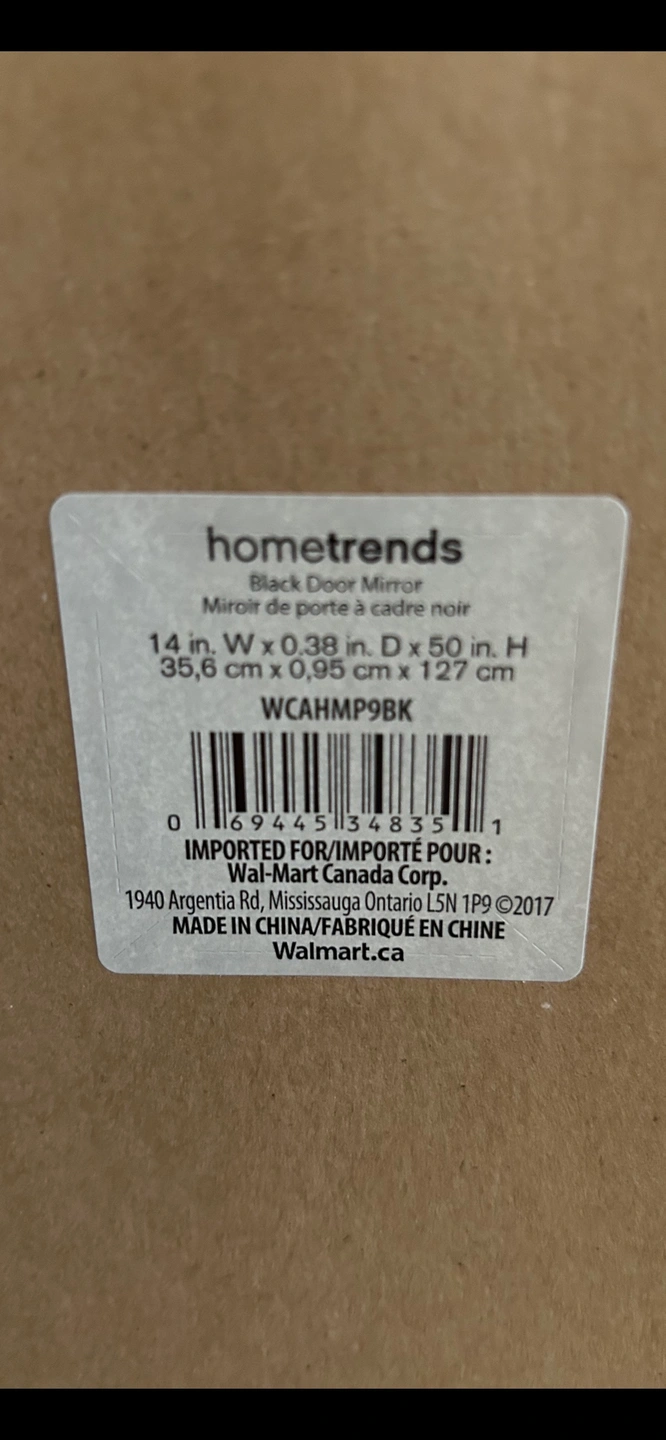 hometrends
Black Door Mirror
Miroir de porte à cadre noir
14 in. W x 0.38 in. D x 50 in. H
35,6 cm x 0,95 cm x 127 cm
WCAHMP9BK
0 69445 34835 1
IMPORTED FOR/IMPORTÉ POUR :
Wal-Mart Canada Corp.
1940 Argentia Rd, Mississauga Ontario L5N 1P9 ©2017
MADE IN CHINA/FABRIQUÉ EN CHINE
Walmart.ca